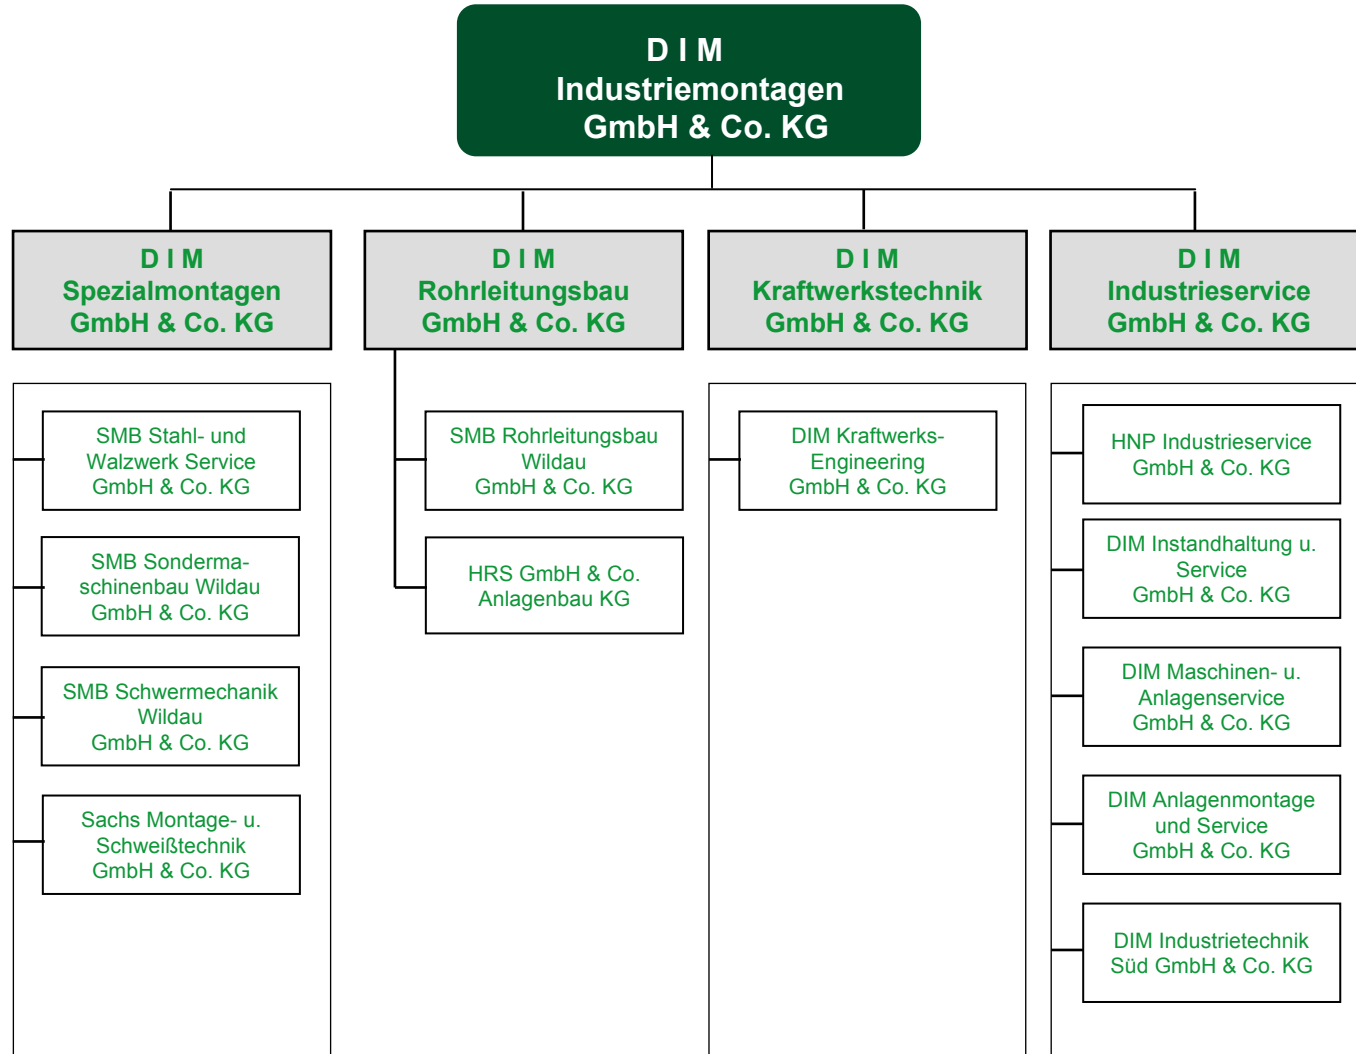 D I M
Industriemontagen
GmbH & Co. KG
D I M
Spezialmontagen
GmbH & Co. KG
D I M
Rohrleitungsbau
GmbH & Co. KG
D I M
Kraftwerkstechnik
GmbH & Co. KG
D I M
Industrieservice
GmbH & Co. KG
SMB Stahl- und
Walzwerk Service
GmbH & Co. KG
SMB Sonderma-
schinenbau Wildau
GmbH & Co. KG
SMB Schwermechanik
Wildau
GmbH & Co. KG
Sachs Montage- u.
Schweißtechnik
GmbH & Co. KG
SMB Rohrleitungsbau
Wildau
GmbH & Co. KG
HRS GmbH & Co.
Anlagenbau KG
DIM Kraftwerks-
Engineering
GmbH & Co. KG
HNP Industrieservice
GmbH & Co. KG
DIM Instandhaltung u.
Service
GmbH & Co. KG
DIM Maschinen- u.
Anlagenservice
GmbH & Co. KG
DIM Anlagenmontage
und Service
GmbH & Co. KG
DIM Industrietechnik
Süd GmbH & Co. KG